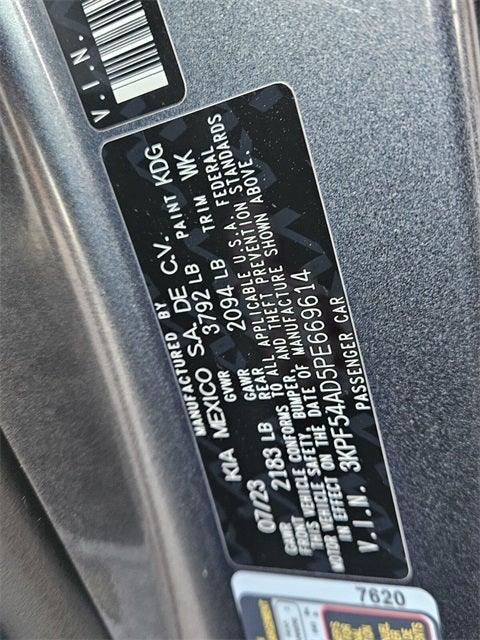 V.I.N.
MANUFACTURED BY
KIA MEXICO S.A. DE C.V. PAINT KDG
07/23 GVWR 3792 LB TRIM WK
GAWR 2183 LB GAWR 2094 LB
FRONT REAR
THIS VEHICLE CONFORMS TO ALL APPLICABLE U.S.A. FEDERAL
VEHICLE SAFETY, BUMPER, AND THEFT PREVENTION STANDARDS
IN EFFECT ON THE DATE OF MANUFACTURE SHOWN ABOVE.
V.I.N. 3KPF54AD5PE669614
PASSENGER CAR
7620